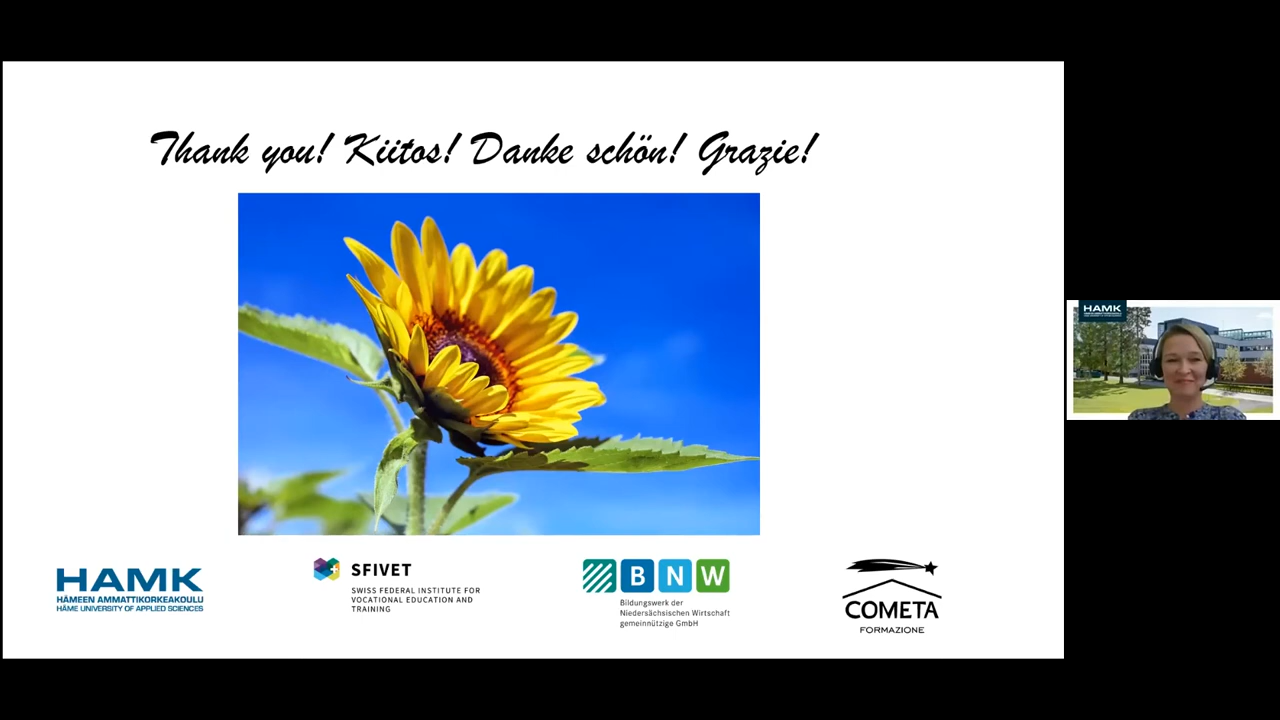 Thank you! Kiitos! Danke schön! Grazie!
HAMK
HAMK
HÄMEEN AMMATTIKORKEAKOULU
HÄME UNIVERSITY OF APPLIED SCIENCES
SFIVET
SWISS FEDERAL INSTITUTE FOR
VOCATIONAL EDUCATION AND
TRAINING
BNW
Bildungswerk der
Niedersächsischen Wirtschaft
gemeinnützige GmbH
COMETA
FORMAZIONE